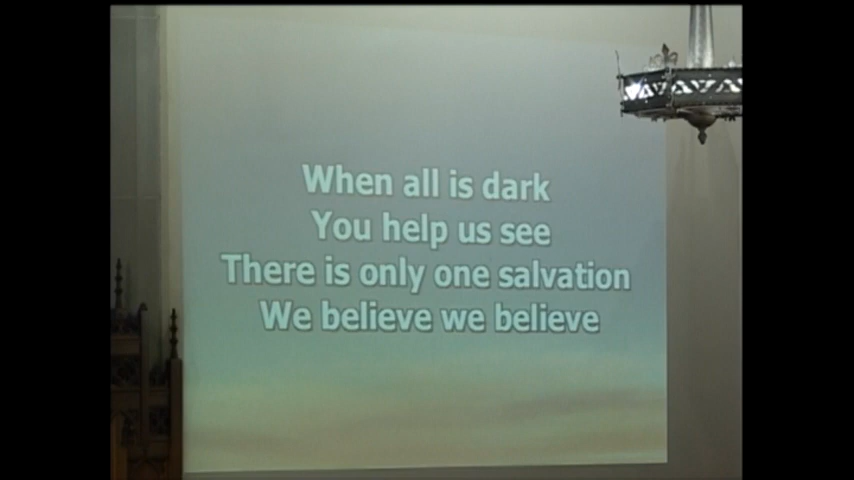 When all is dark
You help us see
There is only one salvation
We believe we believe